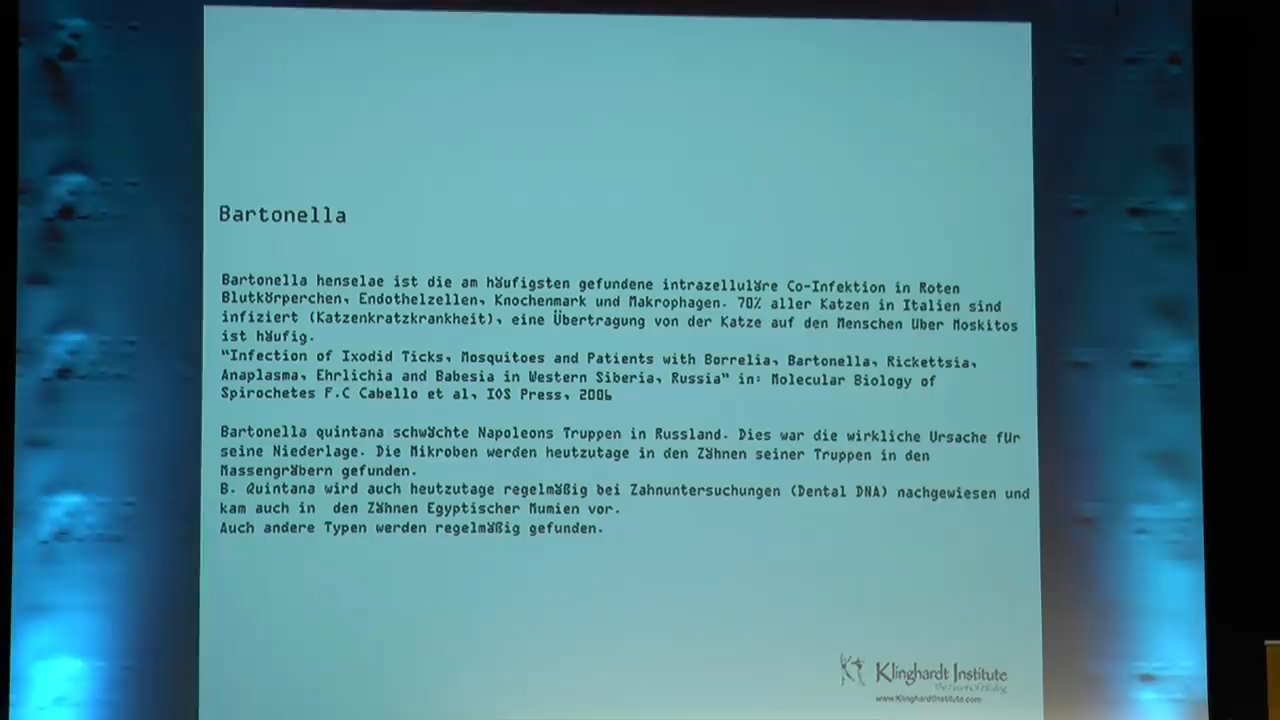 Bartonella
Bartonella henselae ist die am häufigsten gefundene intrazelluläre Co-Infektion in Roten
Blutkörperchen, Endothelzellen, Knochenmark und Makrophagen. 70% aller Katzen in Italien sind
infiziert (Katzenkratzkrankheit), eine Übertragung von der Katze auf den Menschen über Moskitos
ist häufig.
"Infection of Ixodid Ticks, Mosquitoes and Patients with Borrelia, Bartonella, Rickettsia,
Anaplasma, Ehrlichia and Babesia in Western Siberia, Russia" in: Molecular Biology of
Spirochetes F.C Cabello et al, IOS Press, 2006
Bartonella quintana schwächte Napoleons Truppen in Russland. Dies war die wirkliche Ursache für
seine Niederlage. Die Mikroben werden heutzutage in den Zähnen seiner Truppen in den
Massengräbern gefunden.
B. Quintana wird auch heutzutage regelmäßig bei Zahnuntersuchungen (Dental DNA) nachgewiesen und
kam auch in den Zähnen Egyptischer Mumien vor.
Auch andere Typen werden regelmäßig gefunden.
Klinghardt Institute
www.KlinghardtInstitute.com